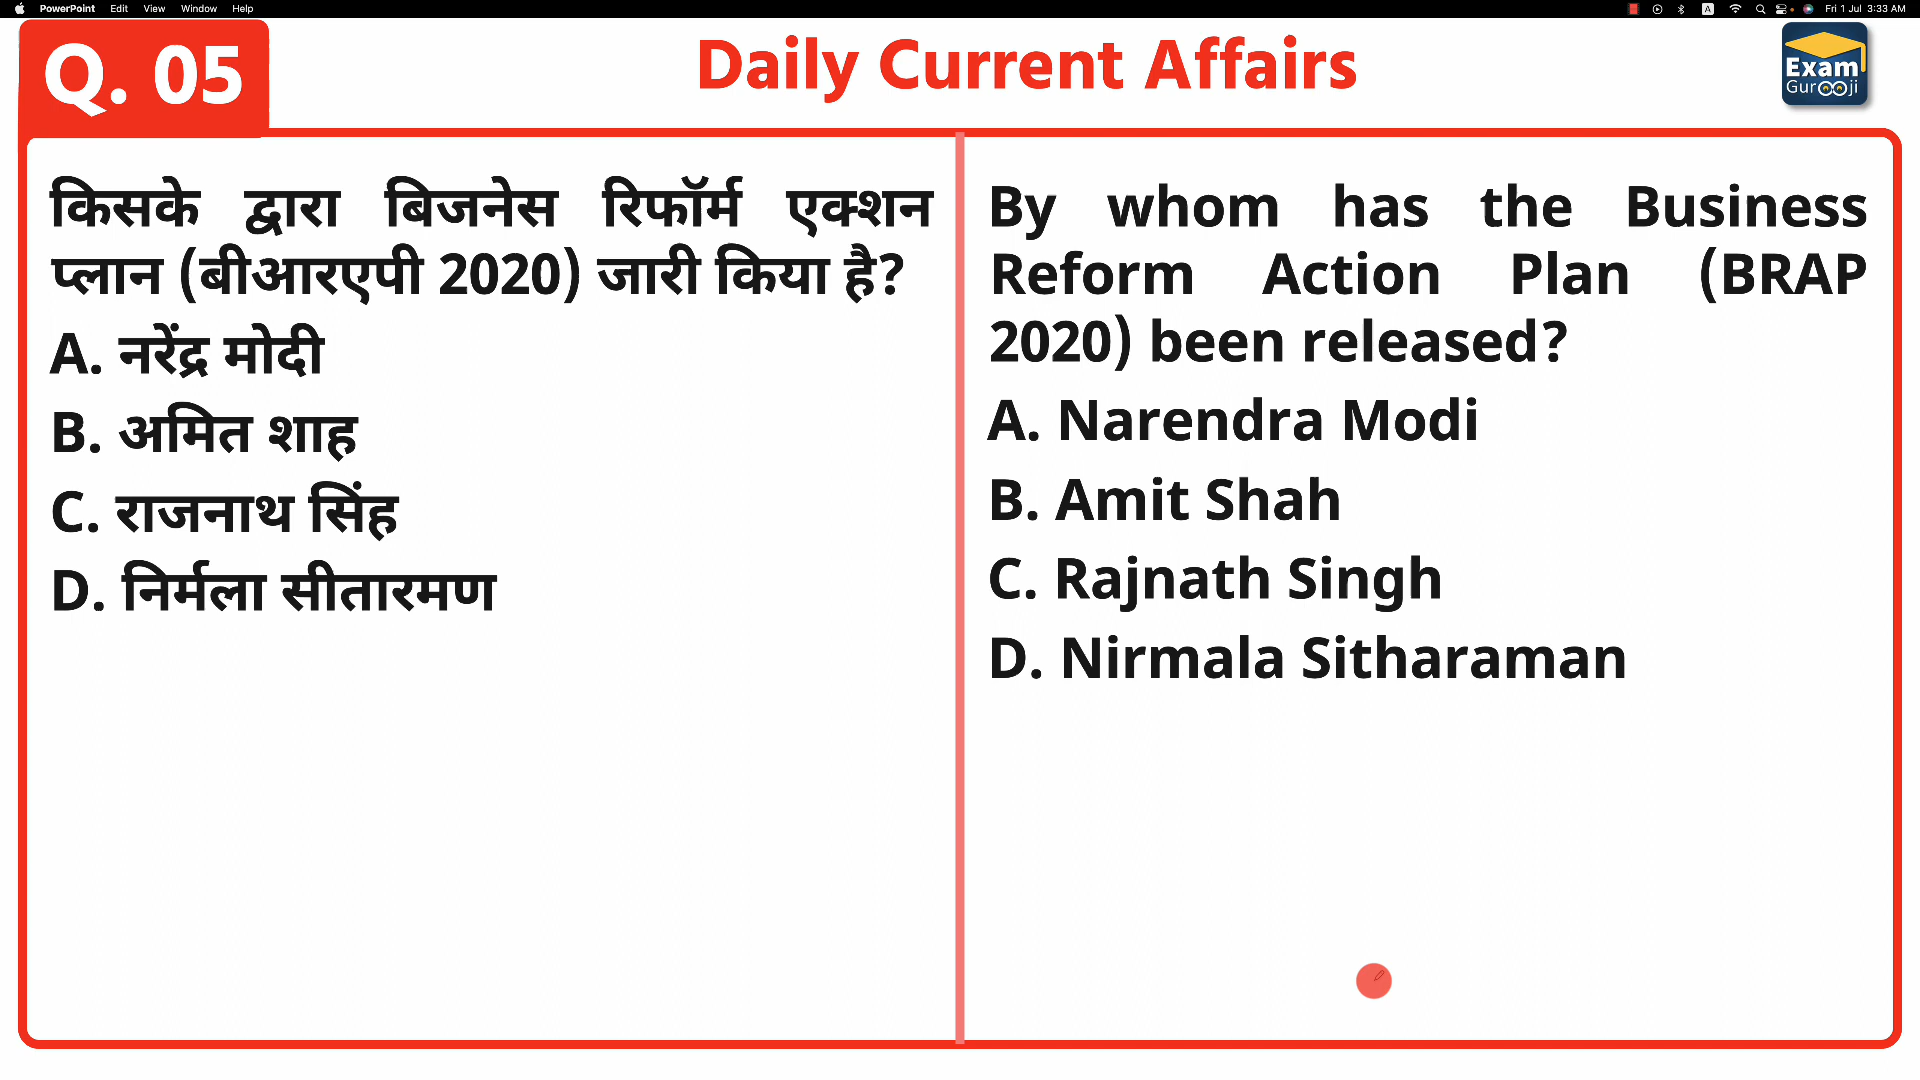 PowerPoint Edit View Window Help
A
Fri 1 Jul 3:33 AM
Q. 05
Daily Current Affairs
Exam
Gurooji
किसके द्वारा बिजनेस रिफॉर्म एक्शन
प्लान (बीआरएपी 2020) जारी किया है?
A. नरेंद्र मोदी
B. अमित शाह
C. राजनाथ सिंह
D. निर्मला सीतारमण
By whom has the Business
Reform Action Plan (BRAP
2020) been released?
A. Narendra Modi
B. Amit Shah
C. Rajnath Singh
D. Nirmala Sitharaman